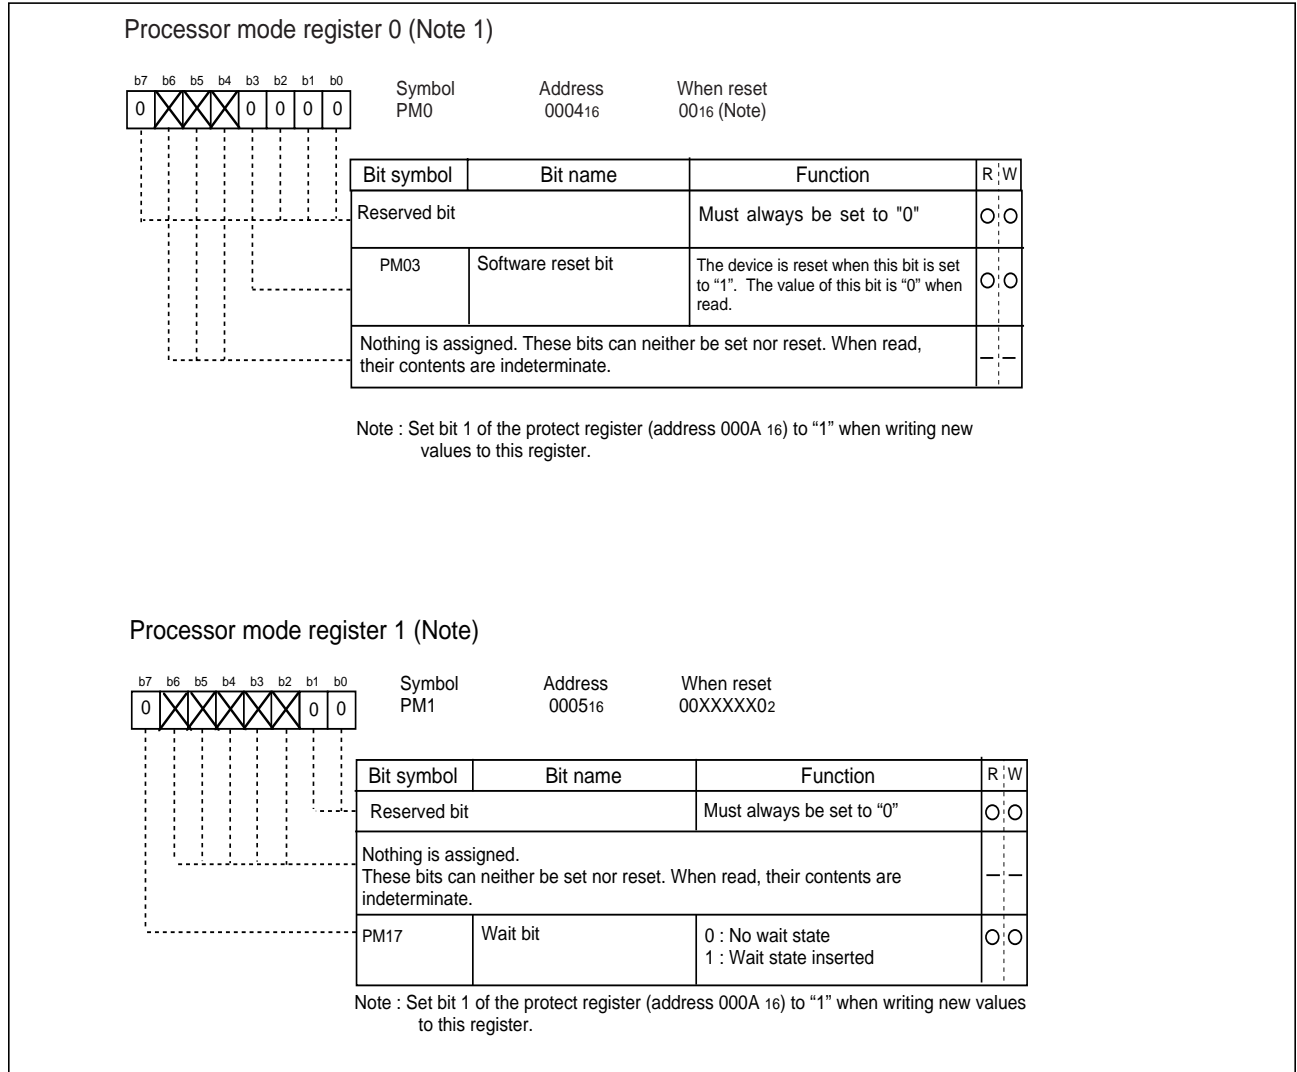 Processor mode register 0 (Note 1)
b7 b6 b5 b4 b3 b2 b1 b0
Symbol Address When reset
0 0 0 0 0
PM0 000416 0016 (Note)
Bit symbol Bit name Function R W
Reserved bit Must always be set to "0"
PM03 Software reset bit The device is reset when this bit is set
to “1”. The value of this bit is “0” when
read.
Nothing is assigned. These bits can neither be set nor reset. When read,
their contents are indeterminate.
Note : Set bit 1 of the protect register (address 000A 16) to “1” when writing new
values to this register.
Processor mode register 1 (Note)
b7 b6 b5 b4 b3 b2 b1 b0
Symbol Address When reset
0 0 0
PM1 000516 00XXXXX02
Bit symbol Bit name Function R W
Reserved bit Must always be set to “0”
Nothing is assigned.
These bits can neither be set nor reset. When read, their contents are
indeterminate.
PM17 Wait bit 0 : No wait state
1 : Wait state inserted
Note : Set bit 1 of the protect register (address 000A 16) to “1” when writing new values
to this register.